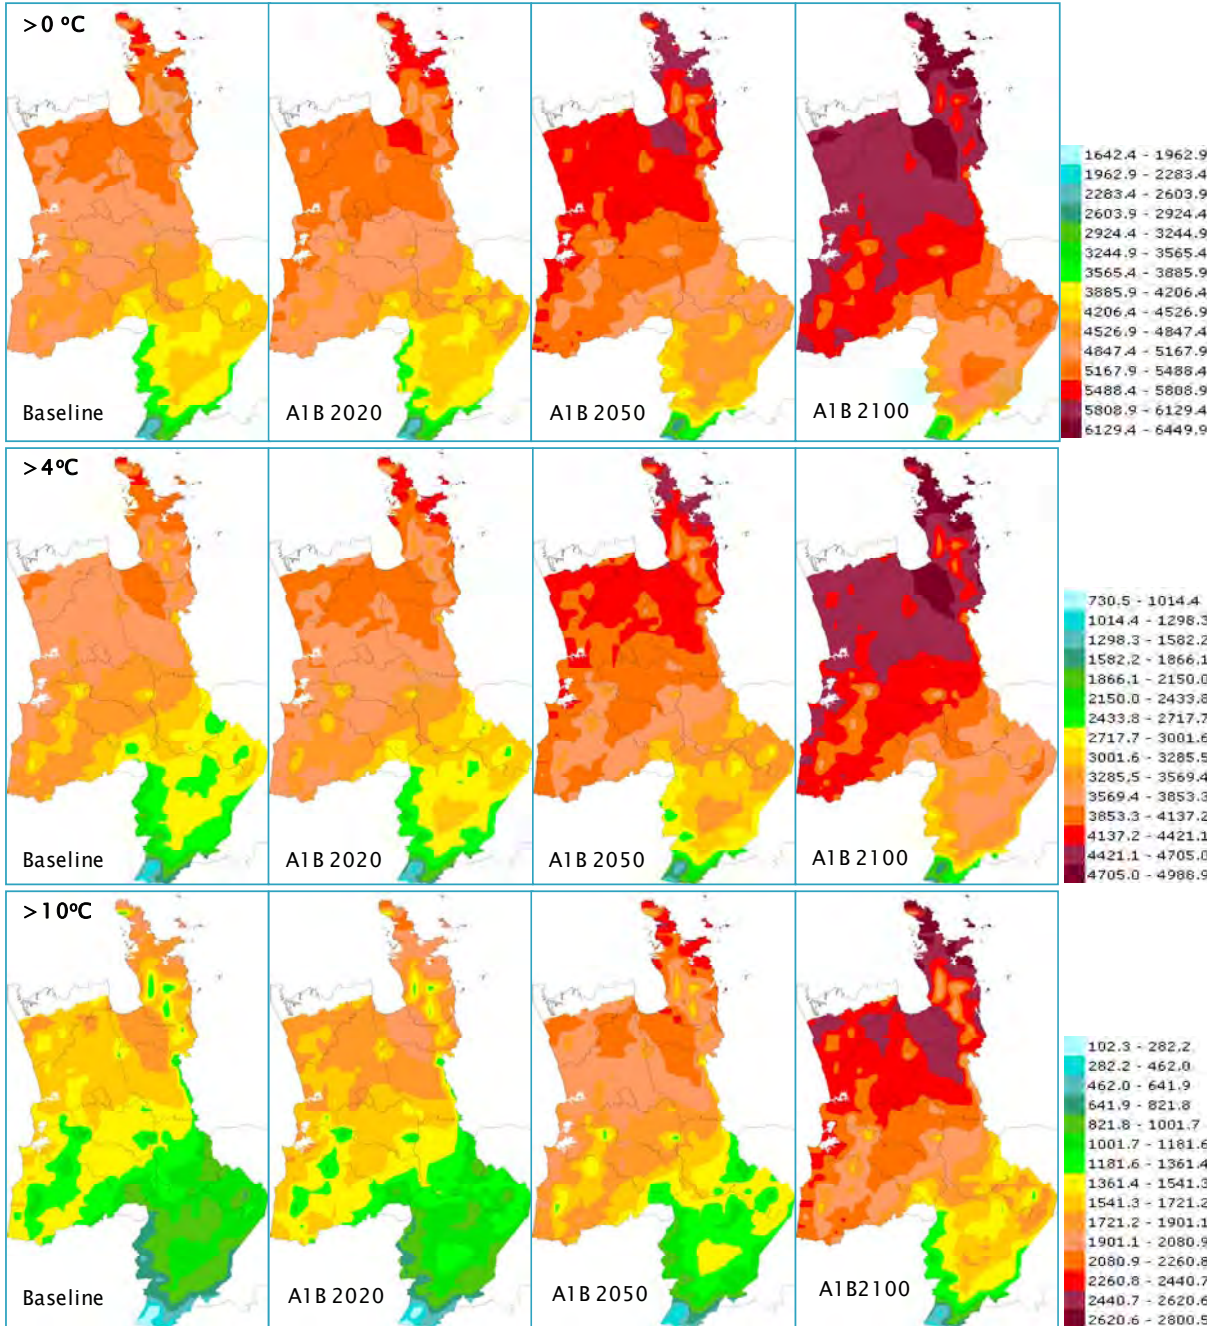 >0 ºC
Baseline
A1B 2020
A1B 2050
A1B 2100
1642.4 - 1962.9
1962.9 - 2283.4
2283.4 - 2603.9
2603.9 - 2924.4
2924.4 - 3244.9
3244.9 - 3565.4
3565.4 - 3885.9
3885.9 - 4206.4
4206.4 - 4526.9
4526.9 - 4847.4
4847.4 - 5167.9
5167.9 - 5488.4
5488.4 - 5808.9
5808.9 - 6129.4
6129.4 - 6449.9
>4ºC
Baseline
A1B 2020
A1B 2050
A1B 2100
730.5 - 1014.4
1014.4 - 1298.3
1298.3 - 1582.2
1582.2 - 1866.1
1866.1 - 2150.0
2150.0 - 2433.8
2433.8 - 2717.7
2717.7 - 3001.6
3001.6 - 3285.5
3285.5 - 3569.4
3569.4 - 3853.3
3853.3 - 4137.2
4137.2 - 4421.1
4421.1 - 4705.0
4705.0 - 4988.9
>10ºC
Baseline
A1B 2020
A1B 2050
A1B2100
102.3 - 282.2
282.2 - 462.0
462.0 - 641.9
641.9 - 821.8
821.8 - 1001.7
1001.7 - 1181.6
1181.6 - 1361.4
1361.4 - 1541.3
1541.3 - 1721.2
1721.2 - 1901.1
1901.1 - 2080.9
2080.9 - 2260.8
2260.8 - 2440.7
2440.7 - 2620.6
2620.6 - 2800.5